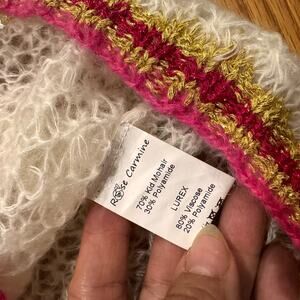 Rose Carmine
70% Kid Mohair
30% Polyamide
LUREX
80% Viscose
20% Polyamide